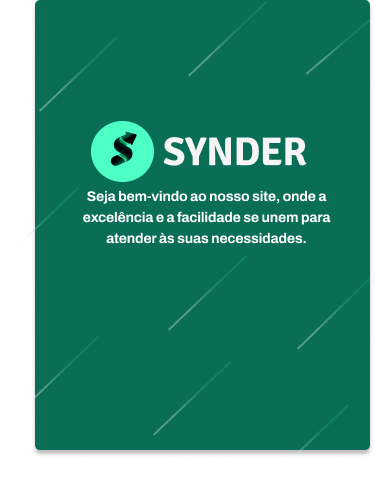 SYNDER
Seja bem-vindo ao nosso site, onde a
excelência e a facilidade se unem para
atender às suas necessidades.